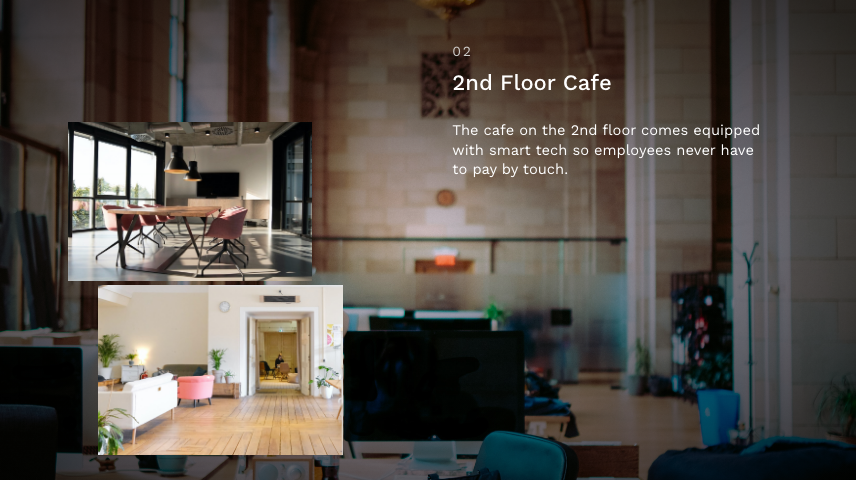 02
2nd Floor Cafe
The cafe on the 2nd floor comes equipped
with smart tech so employees never have
to pay by touch.